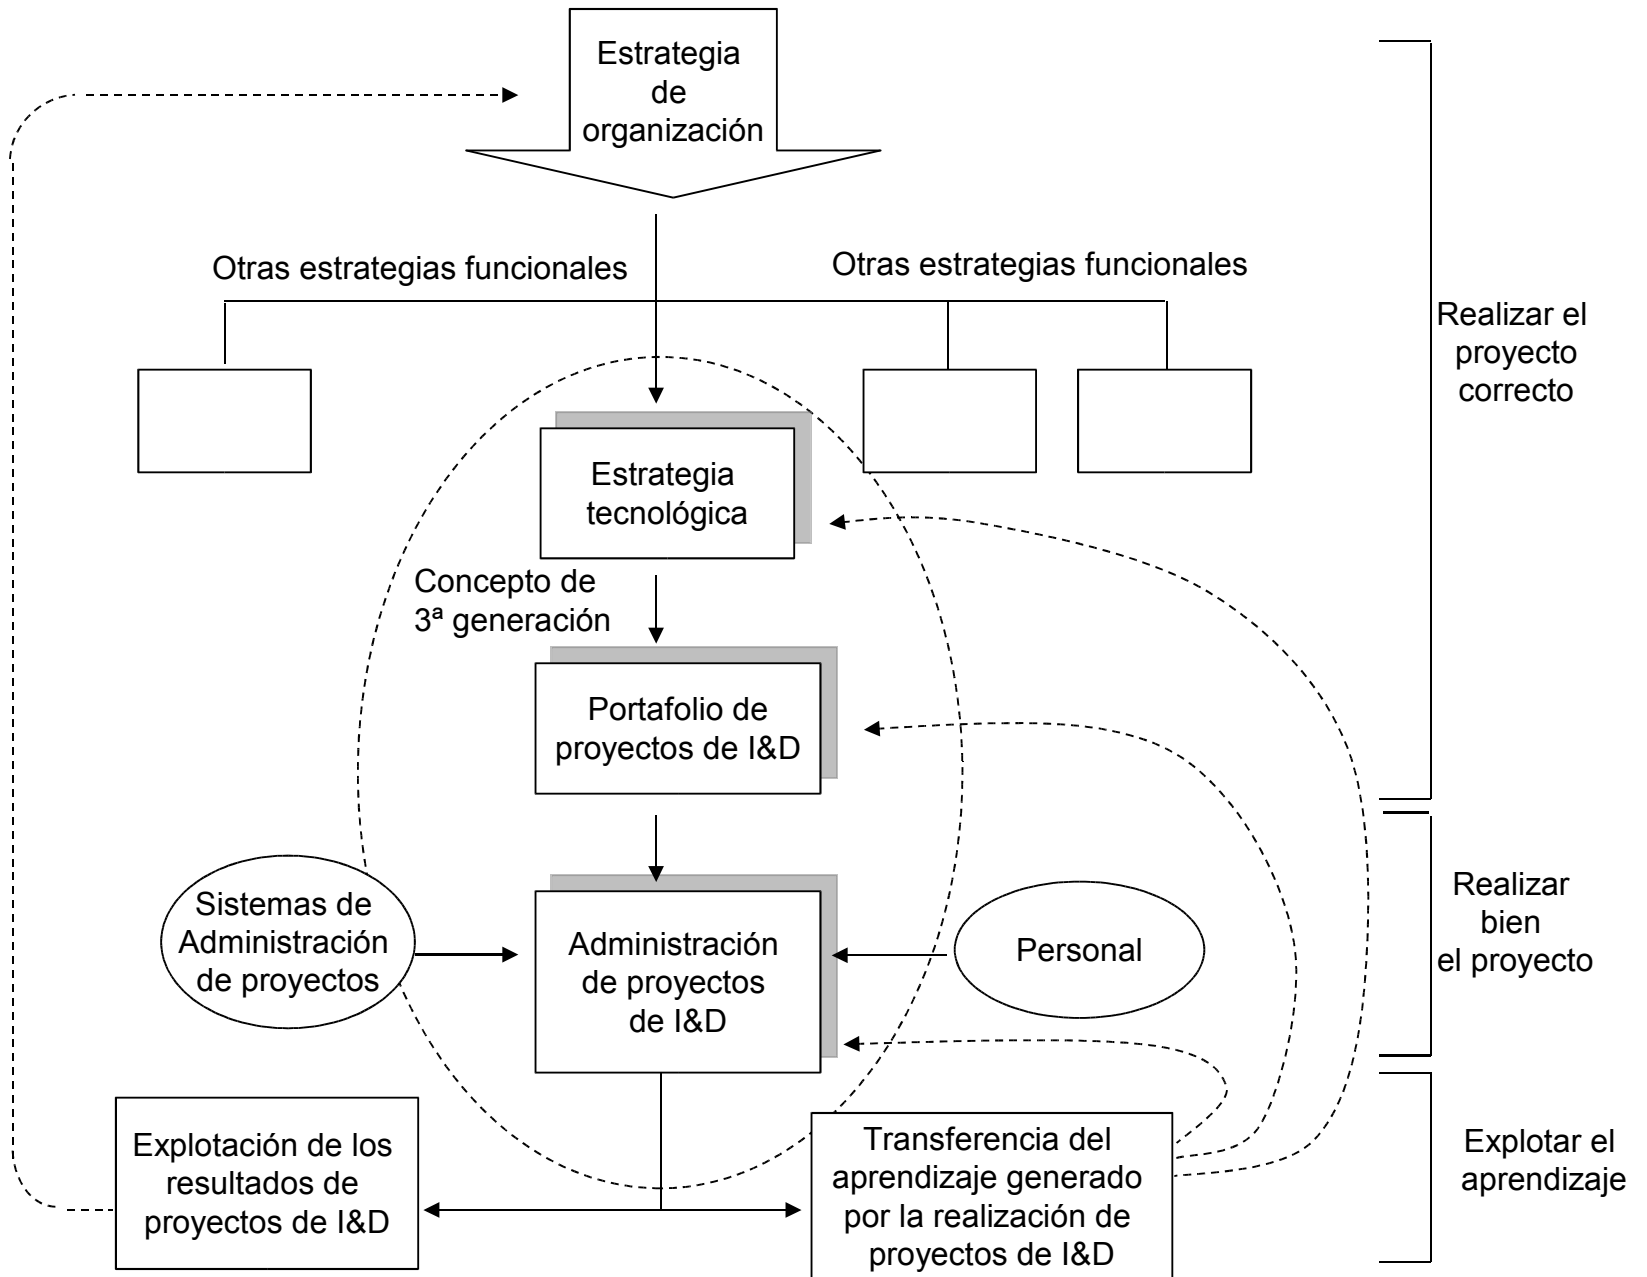 Estrategia
de
organización
Otras estrategias funcionales
Otras estrategias funcionales
Realizar el
proyecto
correcto
Estrategia
tecnológica
Concepto de
3ª generación
Portafolio de
proyectos de I&D
Sistemas de
Administración
de proyectos
Administración
de proyectos
de I&D
Personal
Realizar
bien
el proyecto
Explotación de los
resultados de
proyectos de I&D
Transferencia del
aprendizaje generado
por la realización de
proyectos de I&D
Explotar el
aprendizaje